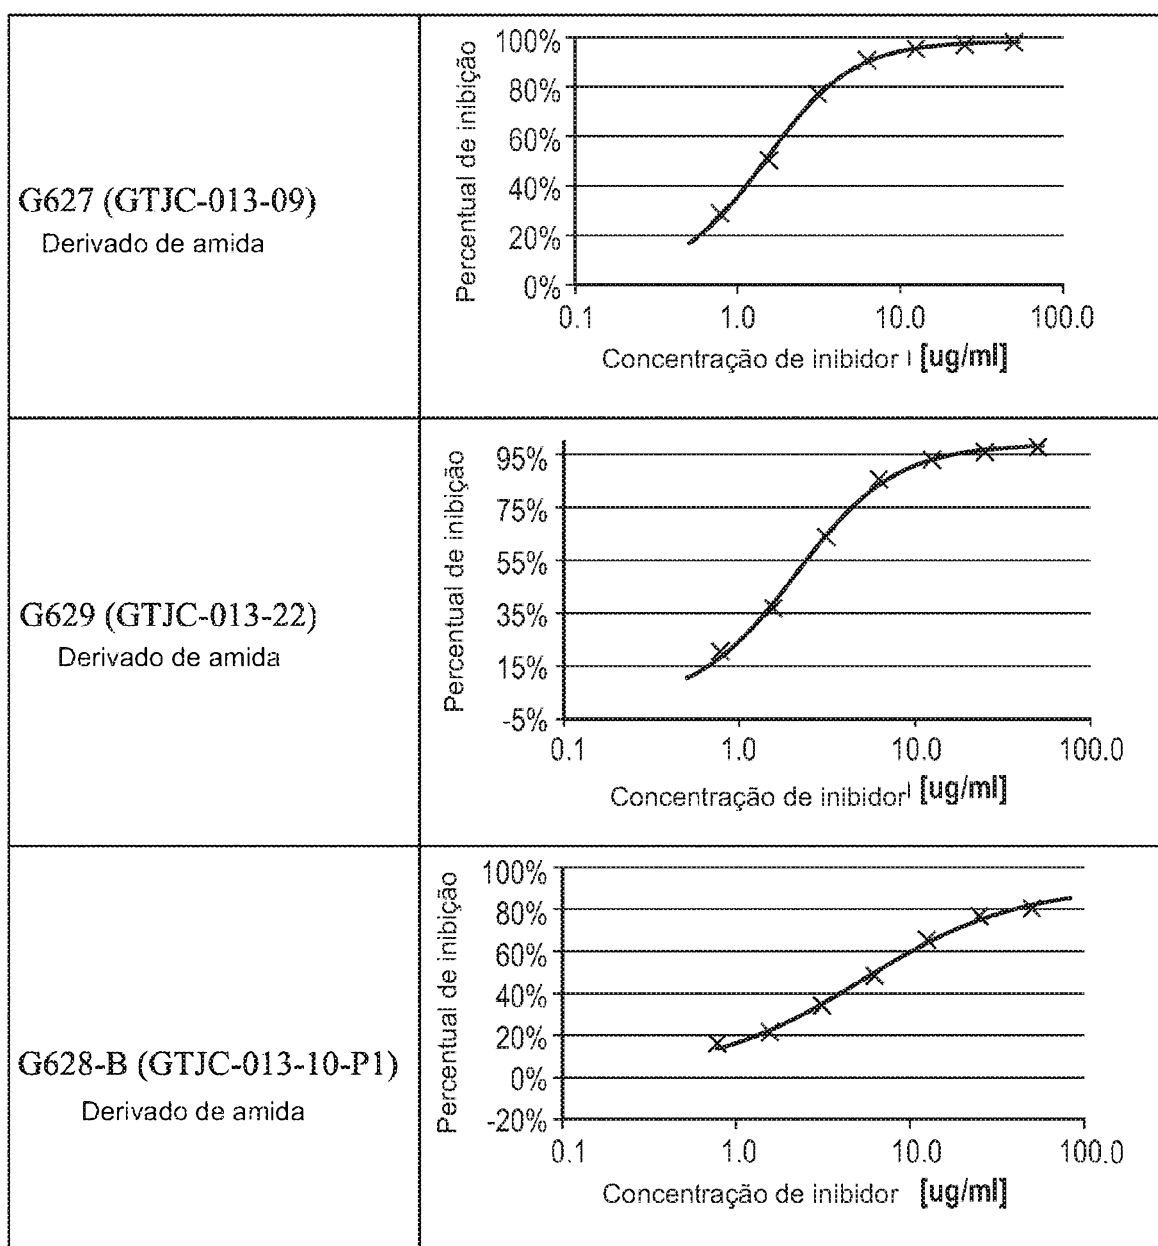 G627 (GTJC-013-09)
Derivado de amida
Percentual de inibição
100%
80%
60%
40%
20%
0%
0.1 1.0 10.0 100.0
Concentração de inibidor [ug/ml]
G629 (GTJC-013-22)
Derivado de amida
Percentual de inibição
95%
75%
55%
35%
15%
-5%
0.1 1.0 10.0 100.0
Concentração de inibidor [ug/ml]
G628-B (GTJC-013-10-P1)
Derivado de amida
Percentual de inibição
100%
80%
60%
40%
20%
0%
-20%
0.1 1.0 10.0 100.0
Concentração de inibidor [ug/ml]